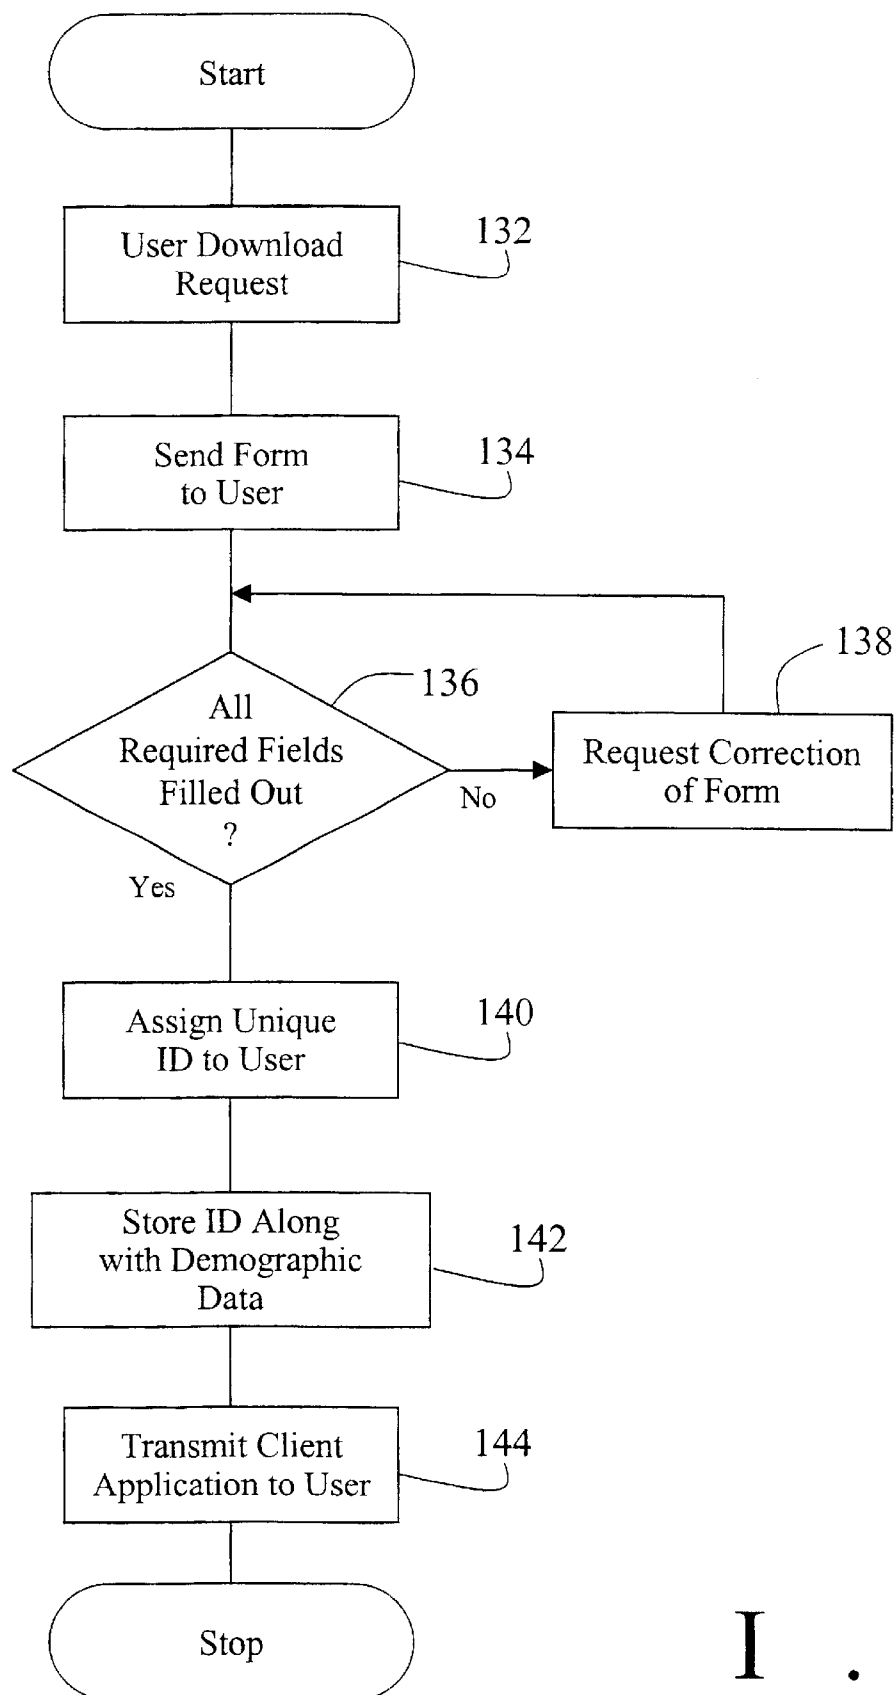 Start
User Download
Request
132
Send Form
to User
134
All
Required Fields
Filled Out
?
136
No
Request Correction
of Form
138
Yes
Assign Unique
ID to User
140
Store ID Along
with Demographic
Data
142
Transmit Client
Application to User
144
Stop
I .